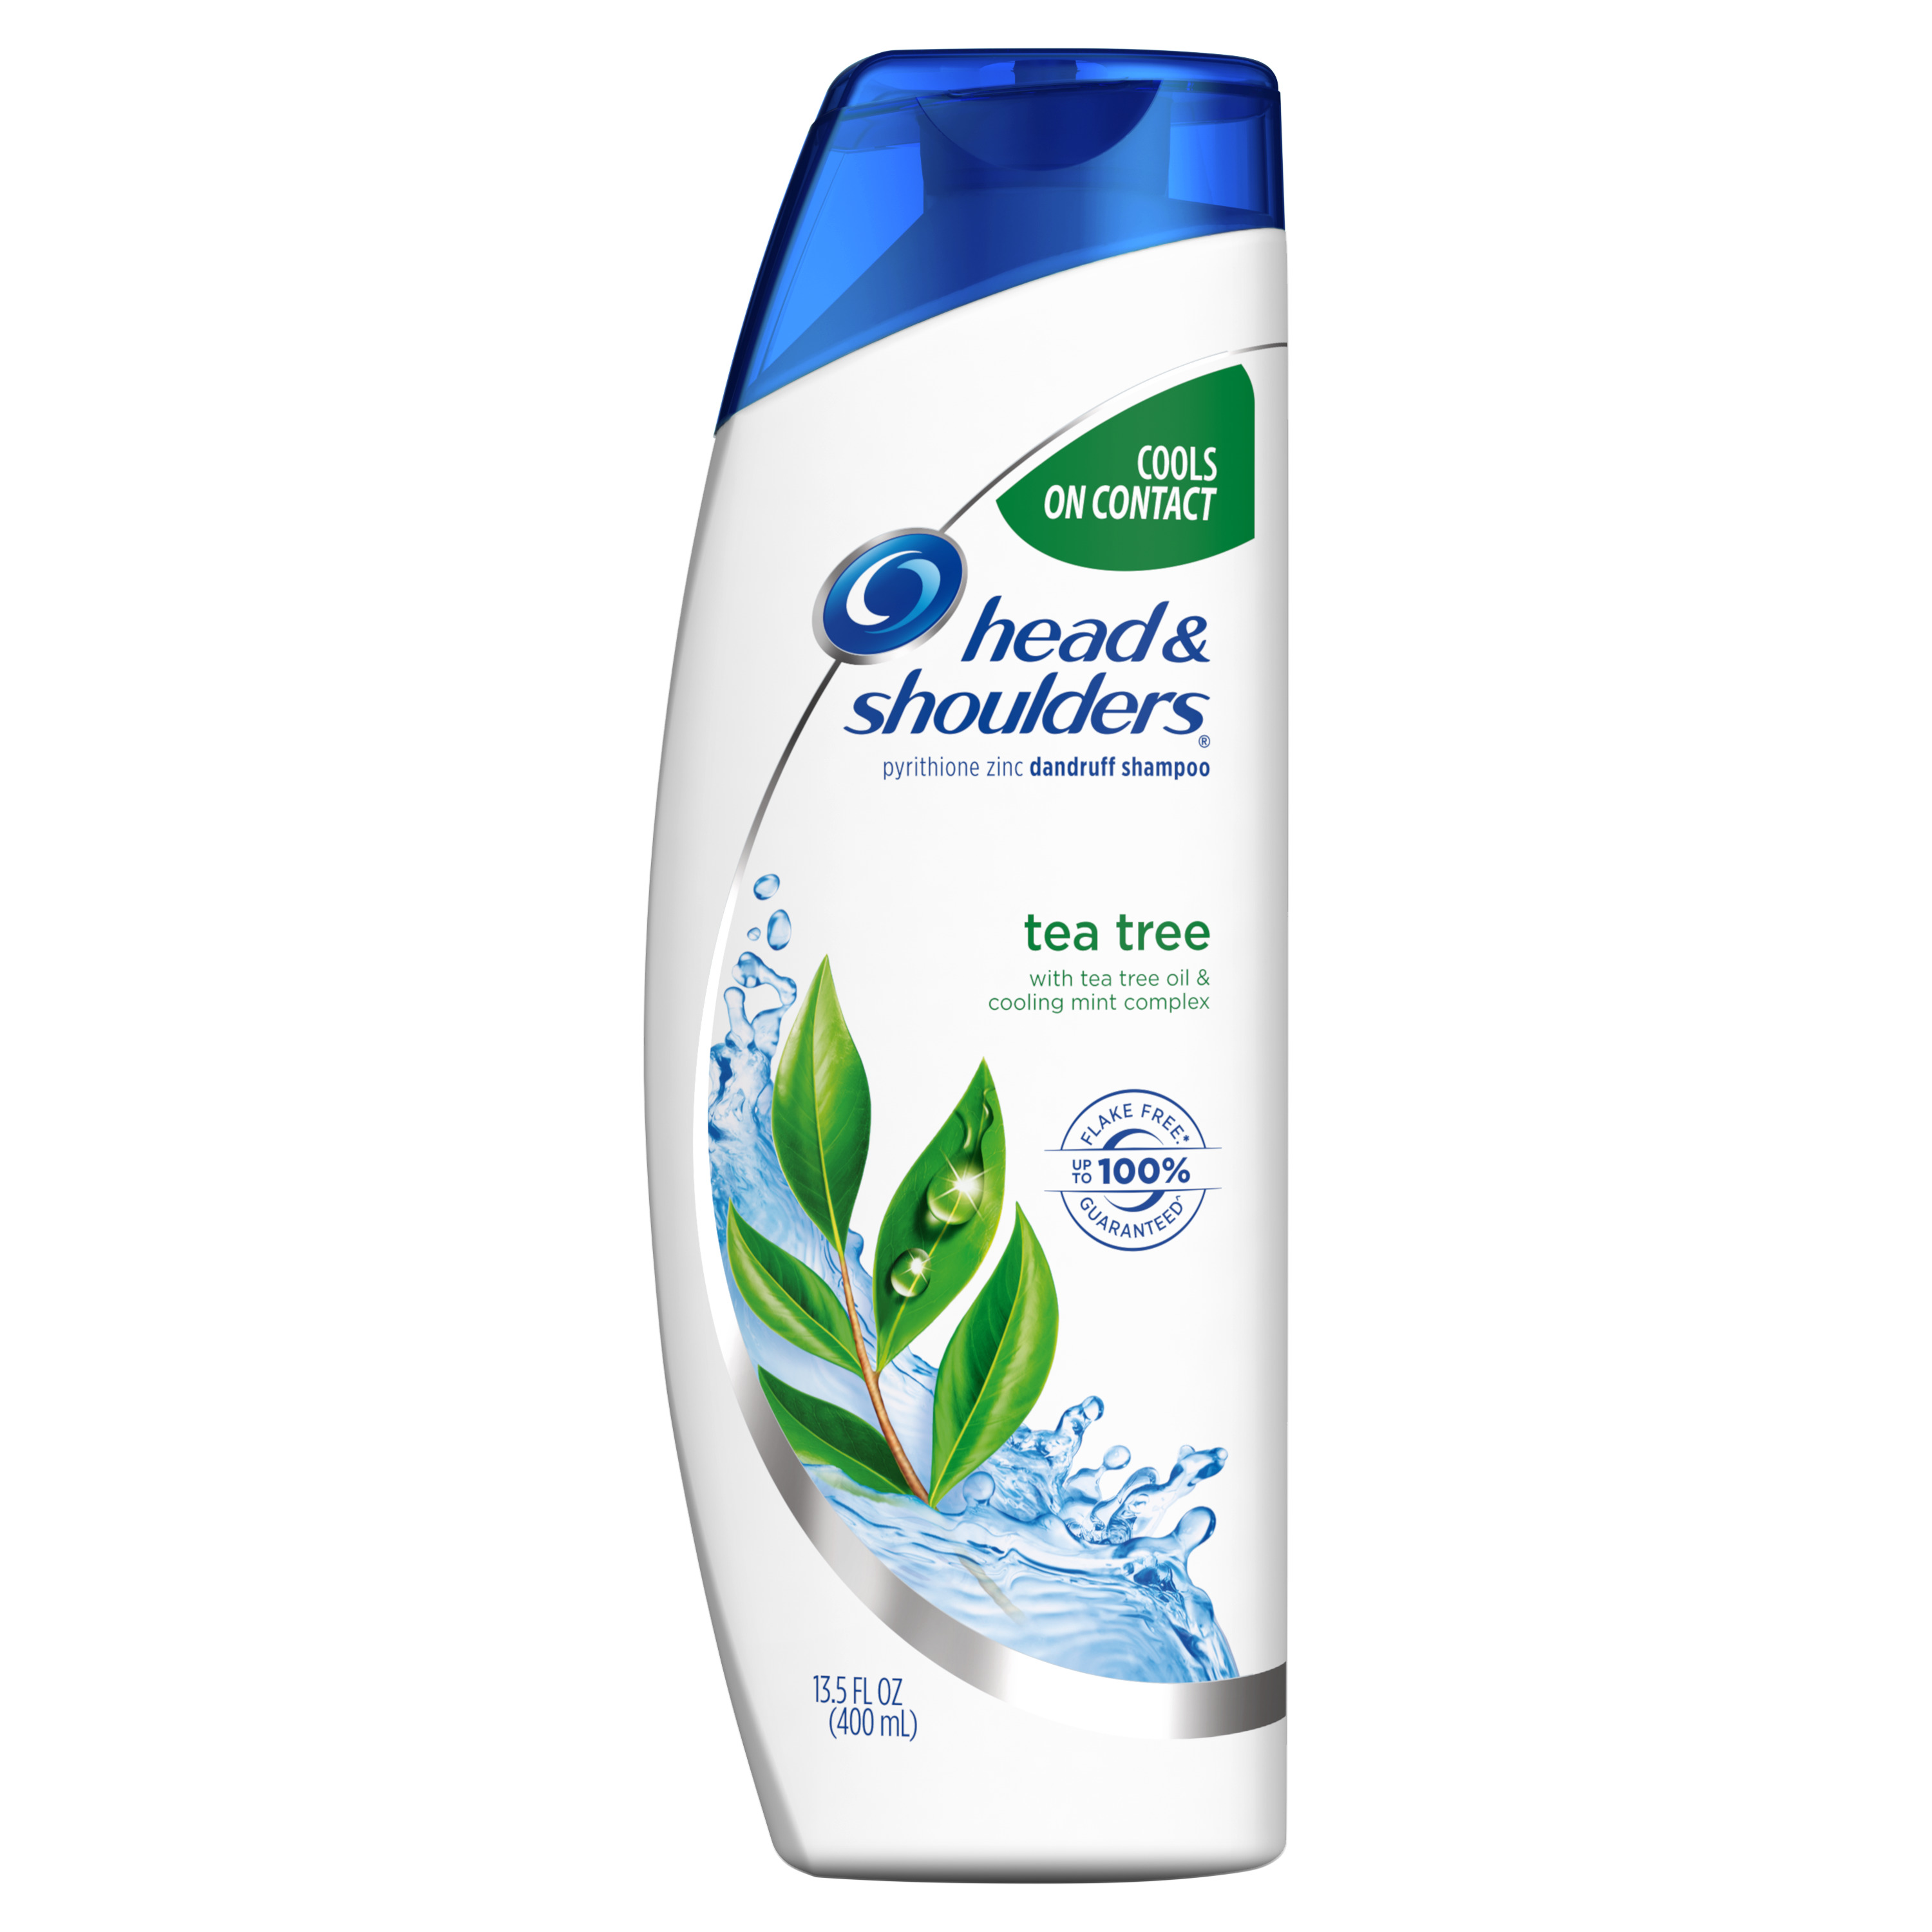 COOLS
ON CONTACT
head &
shoulders®
pyrithione zinc dandruff shampoo
tea tree
with tea tree oil &
cooling mint complex
FLAKE FREE.*
UP TO 100%
GUARANTEED^
13.5 FL OZ
(400 mL)